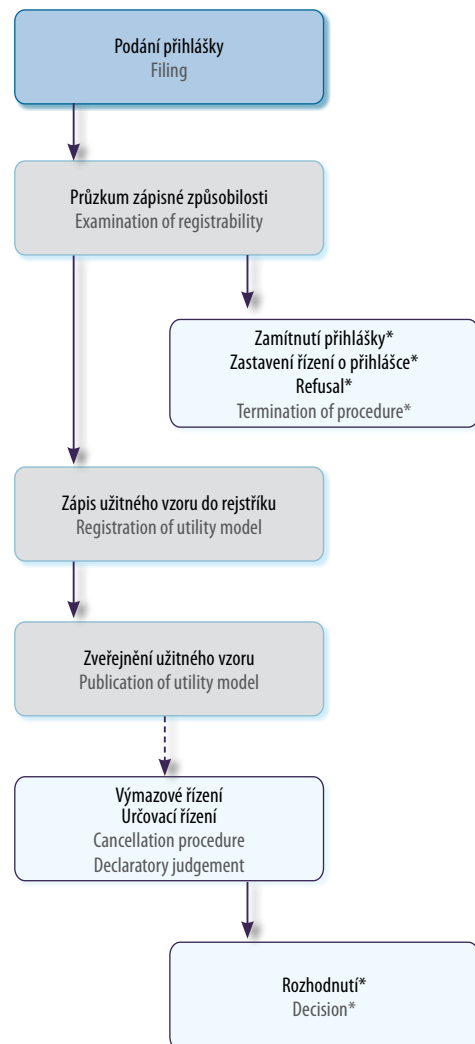 Podání přihlášky
Filing
Průzkum zápisné způsobilosti
Examination of registrability
Zamítnutí přihlášky*
Zastavení řízení o přihlášce*
Refusal*
Termination of procedure*
Zápis užitného vzoru do rejstříku
Registration of utility model
Zveřejnění užitného vzoru
Publication of utility model
Výmazové řízení
Určovací řízení
Cancellation procedure
Declaratory judgement
Rozhodnutí*
Decision*